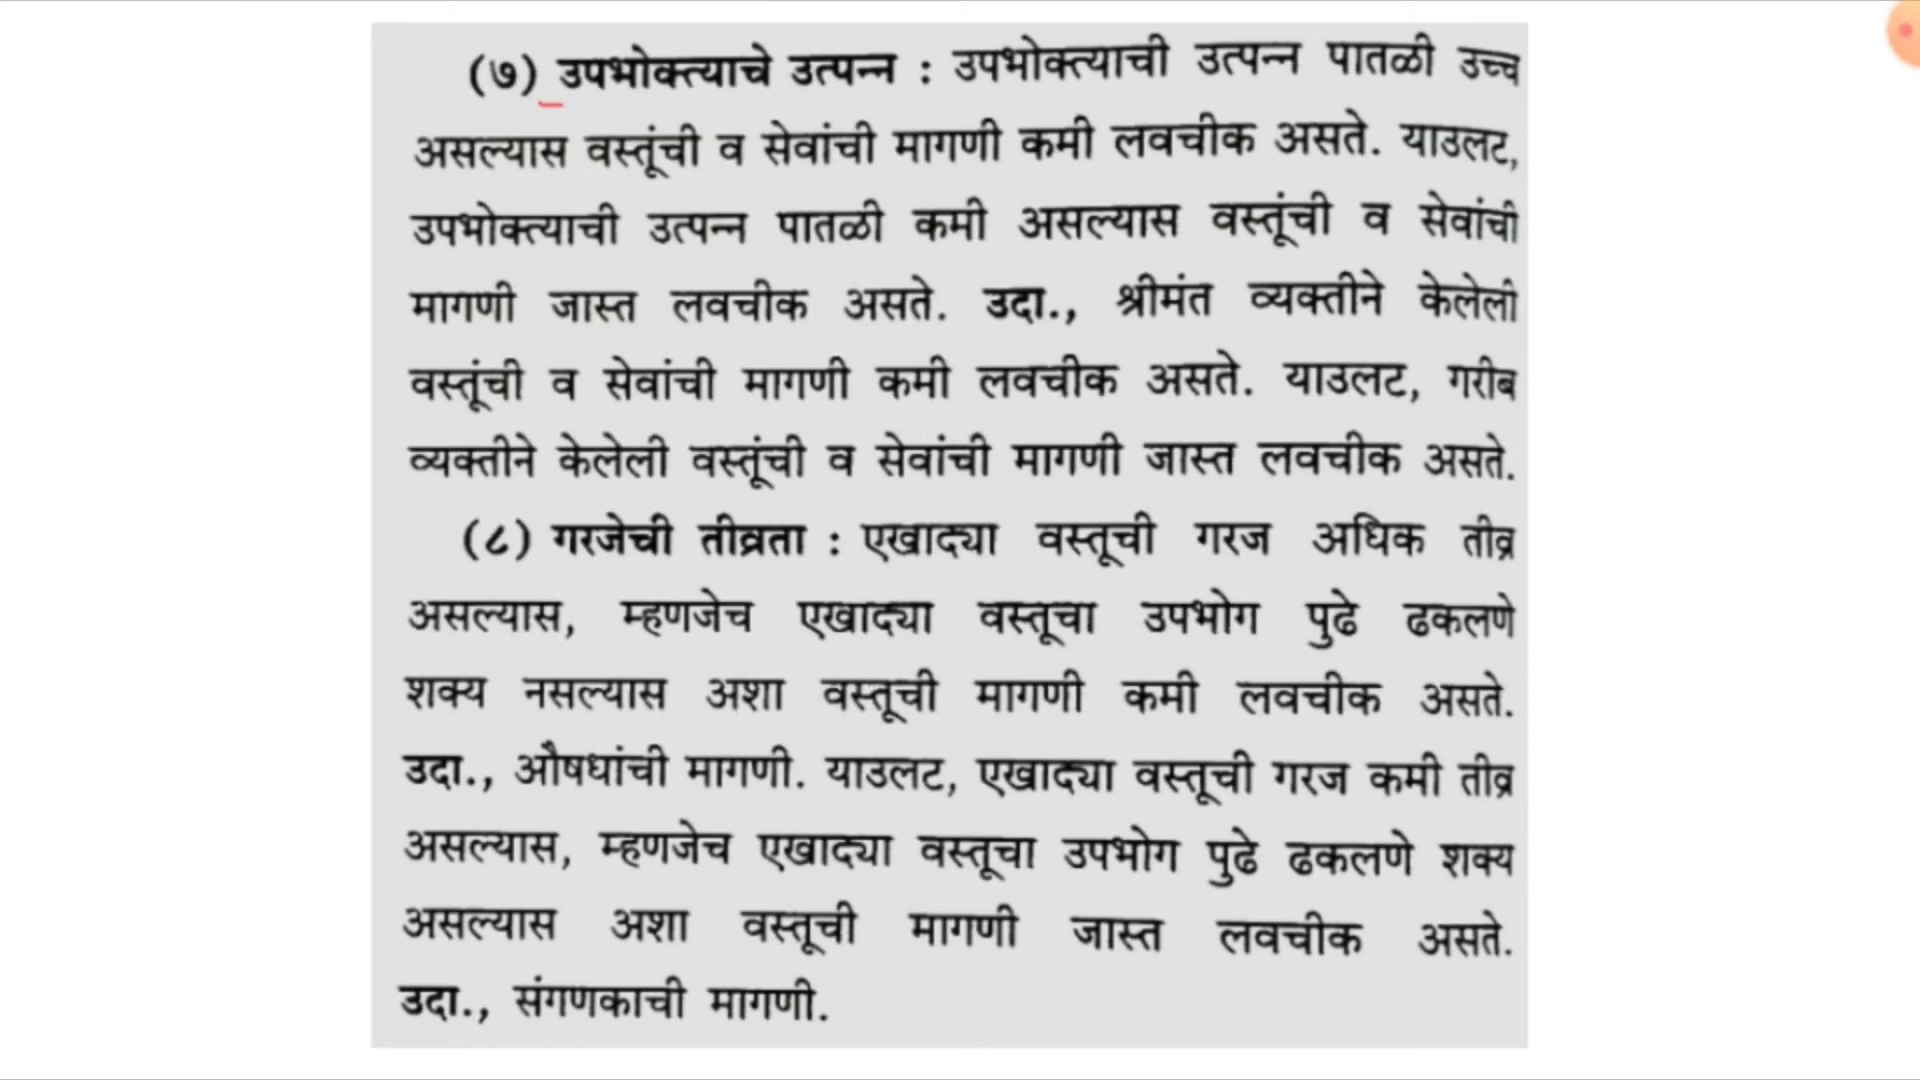 (७) उपभोक्त्याचे उत्पन्न : उपभोक्त्याची उत्पन्न पातळी उच्च
असल्यास वस्तूंची व सेवांची मागणी कमी लवचीक असते. याउलट,
उपभोक्त्याची उत्पन्न पातळी कमी असल्यास वस्तूंची व सेवांची
मागणी जास्त लवचीक असते. उदा., श्रीमंत व्यक्तीने केलेली
वस्तूंची व सेवांची मागणी कमी लवचीक असते. याउलट, गरीब
व्यक्तीने केलेली वस्तूंची व सेवांची मागणी जास्त लवचीक असते.
(८) गरजेची तीव्रता : एखाद्या वस्तूची गरज अधिक तीव्र
असल्यास, म्हणजेच एखाद्या वस्तूचा उपभोग पुढे ढकलणे
शक्य नसल्यास अशा वस्तूची मागणी कमी लवचीक असते.
उदा., औषधांची मागणी. याउलट, एखाद्या वस्तूची गरज कमी तीव्र
असल्यास, म्हणजेच एखाद्या वस्तूचा उपभोग पुढे ढकलणे शक्य
असल्यास अशा वस्तूची मागणी जास्त लवचीक असते.
उदा., संगणकाची मागणी.